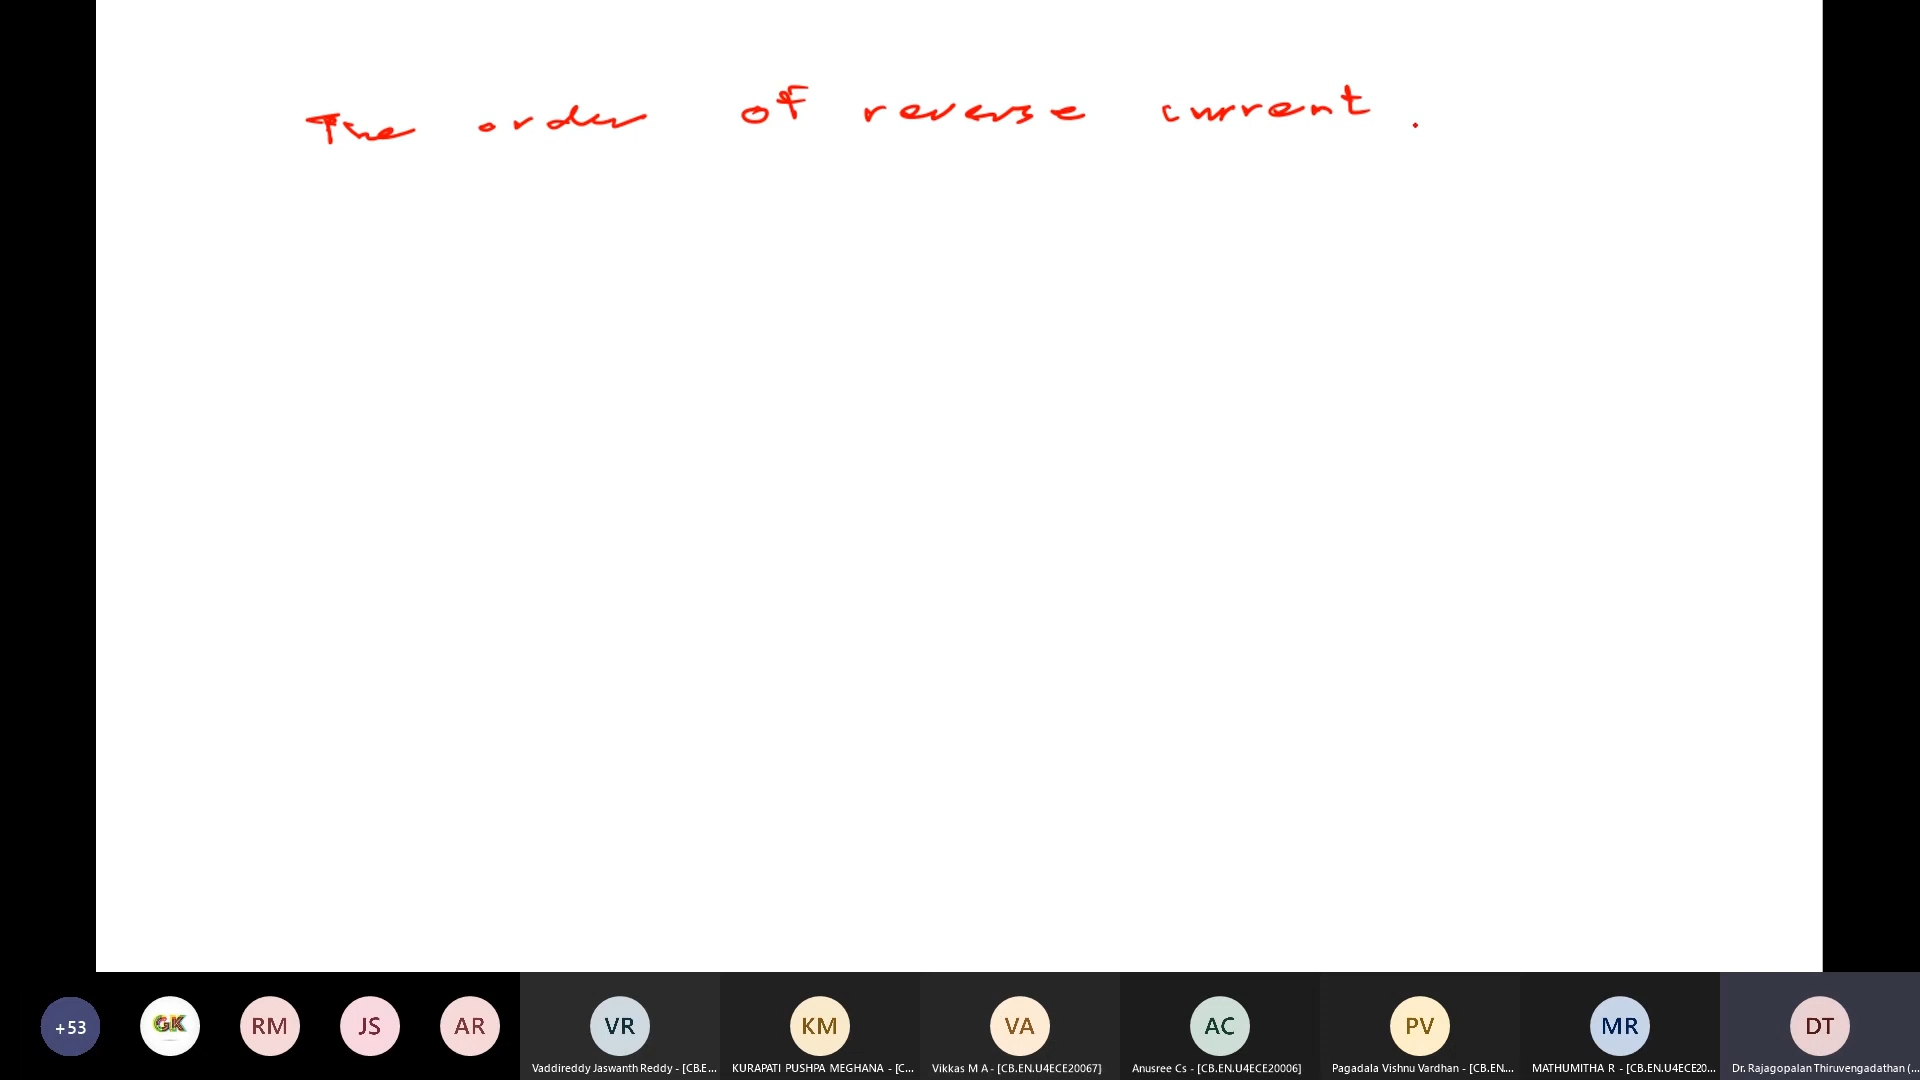 The order of reverse current .
+53 GK RM JS AR VR KM VA AC PV MR DT
Vaddireddy Jaswanth Reddy - [CB.E... KURAPATI PUSHPA MEGHANA - [C... Vikkas M A - [CB.EN.U4ECE20067] Anusree Cs - [CB.EN.U4ECE20006] Pagadala Vishnu Vardhan - [CB.EN.... MATHUMITHA R - [CB.EN.U4ECE20... Dr. Rajagopalan Thiruvengadathan (...